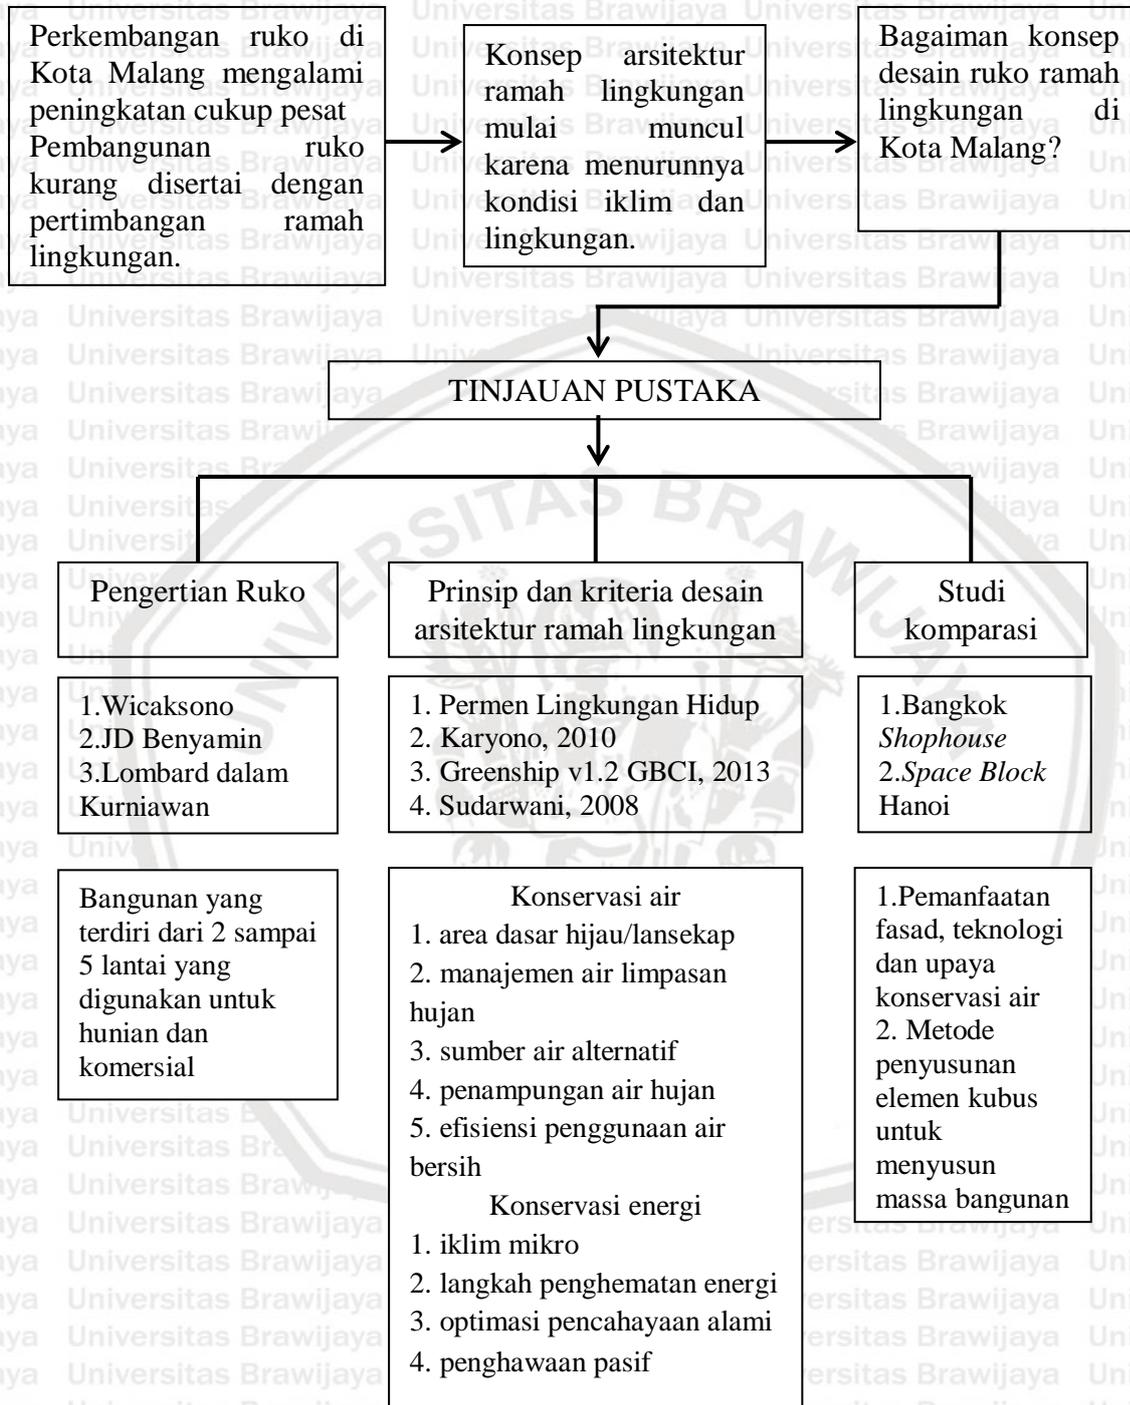 Perkembangan ruko di
Kota Malang mengalami
peningkatan cukup pesat
Pembangunan ruko
kurang disertai dengan
pertimbangan ramah
lingkungan.
Konsep arsitektur
ramah lingkungan
mulai muncul
karena menurunnya
kondisi iklim dan
lingkungan.
Bagaiman konsep
desain ruko ramah
lingkungan di
Kota Malang?
TINJAUAN PUSTAKA
Pengertian Ruko
Prinsip dan kriteria desain
arsitektur ramah lingkungan
Studi
komparasi
1.Wicaksono
2.JD Benyamin
3.Lombard dalam
Kurniawan
1. Permen Lingkungan Hidup
2. Karyono, 2010
3. Greenship v1.2 GBCI, 2013
4. Sudarwani, 2008
1.Bangkok
Shophouse
2.Space Block
Hanoi
Bangunan yang
terdiri dari 2 sampai
5 lantai yang
digunakan untuk
hunian dan
komersial
Konservasi air
1. area dasar hijau/lansekap
2. manajemen air limpasan
hujan
3. sumber air alternatif
4. penampungan air hujan
5. efisiensi penggunaan air
bersih
Konservasi energi
1. iklim mikro
2. langkah penghematan energi
3. optimasi pencahayaan alami
4. penghawaan pasif
1.Pemanfaatan
fasad, teknologi
dan upaya
konservasi air
2. Metode
penyusunan
elemen kubus
untuk
menyusun
massa bangunan
UNIVERSITAS BRAWIJAYA
Universitas Brawijaya